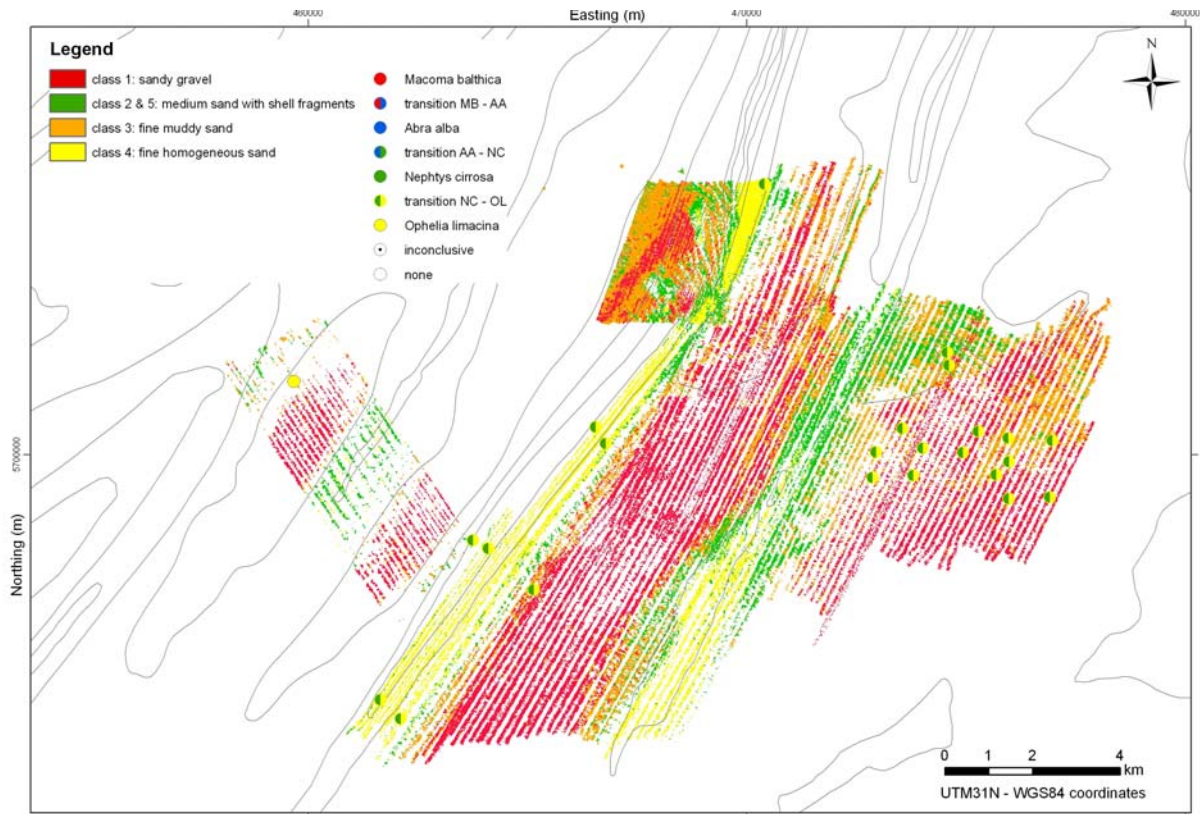 Easting (m)
460000
470000
480000
Legend
class 1: sandy gravel
class 2 & 5: medium sand with shell fragments
class 3: fine muddy sand
class 4: fine homogeneous sand
Macoma balthica
transition MB - AA
Abra alba
transition AA - NC
Nephtys cirrosa
transition NC - OL
Ophelia limacina
inconclusive
none
N
5700000
Northing (m)
0 1 2 4
km
UTM31N - WGS84 coordinates